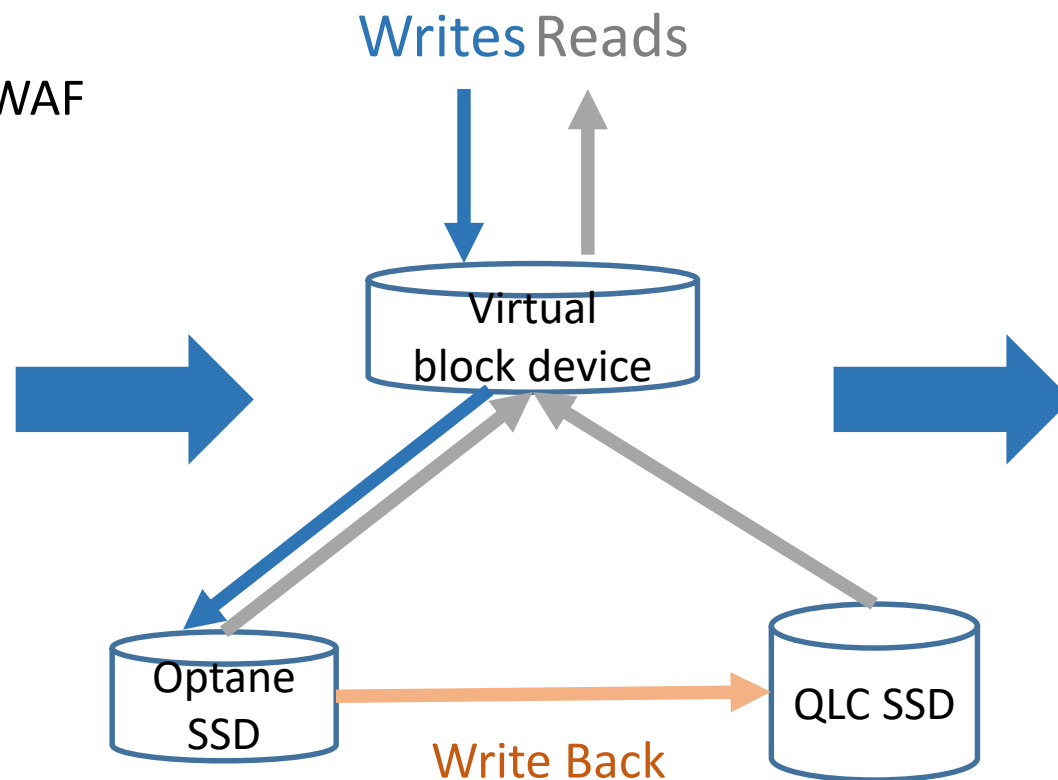 Writes Reads
WAF
Virtual
block device
Optane
SSD
QLC SSD
Write Back